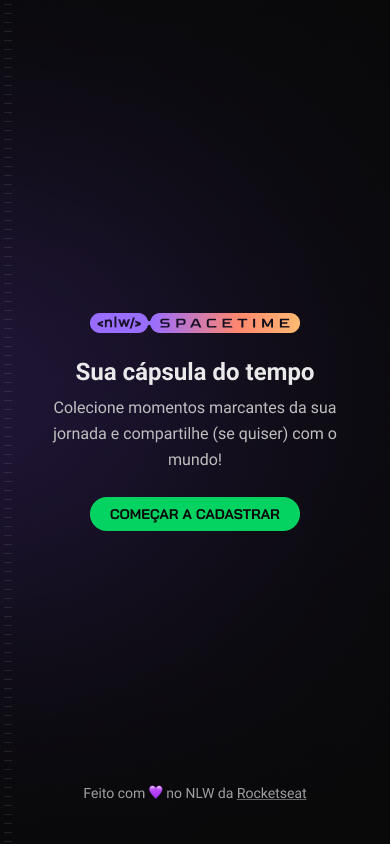 <nlw/> SPACETIME
Sua cápsula do tempo
Colecione momentos marcantes da sua
jornada e compartilhe (se quiser) com o
mundo!
COMEÇAR A CADASTRAR
Feito com 💜 no NLW da Rocketseat